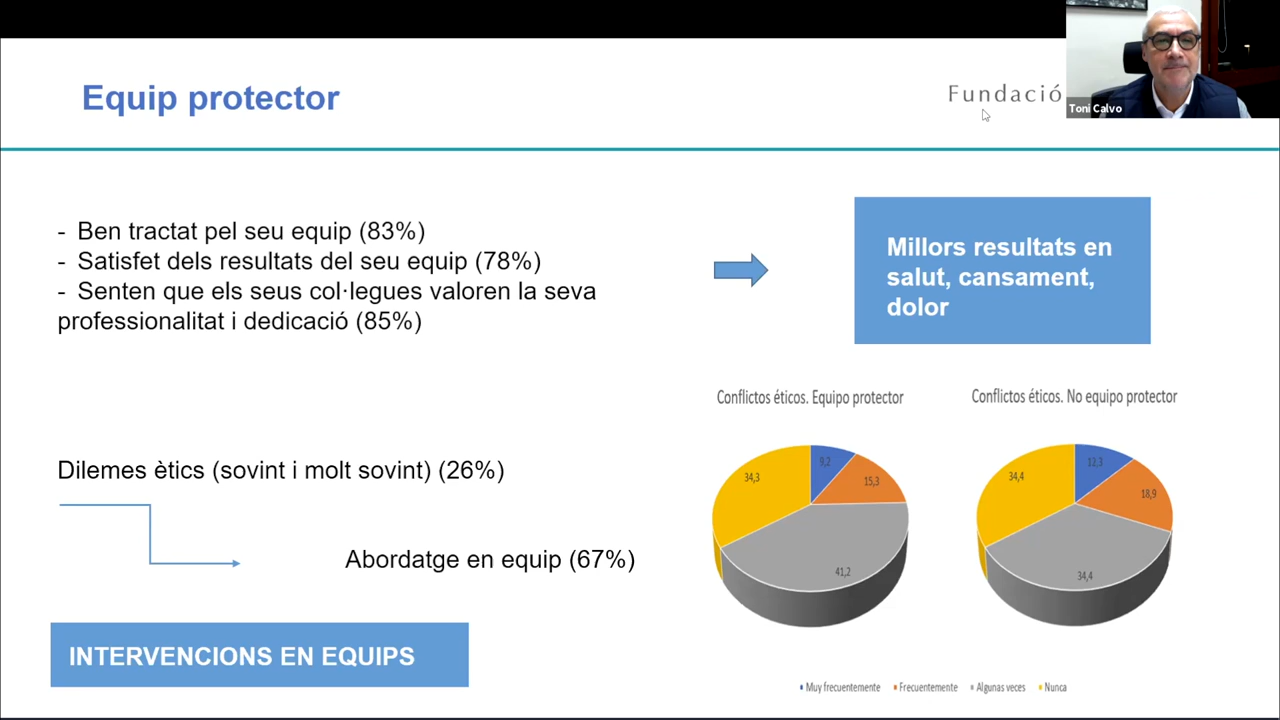 Equip protector
Fundació
Toni Calvo
- Ben tractat pel seu equip (83%)
- Satisfet dels resultats del seu equip (78%)
- Senten que els seus col·legues valoren la seva
professionalitat i dedicació (85%)
Millors resultats en
salut, cansament,
dolor
Dilemes ètics (sovint i molt sovint) (26%)
Abordatge en equip (67%)
INTERVENCIONS EN EQUIPS
Conflictos éticos. Equipo protector
9,2
15,3
41,2
34,3
Conflictos éticos. No equipo protector
12,3
18,9
34,4
34,4
Muy frecuentemente Frecuentemente Algunas veces Nunca